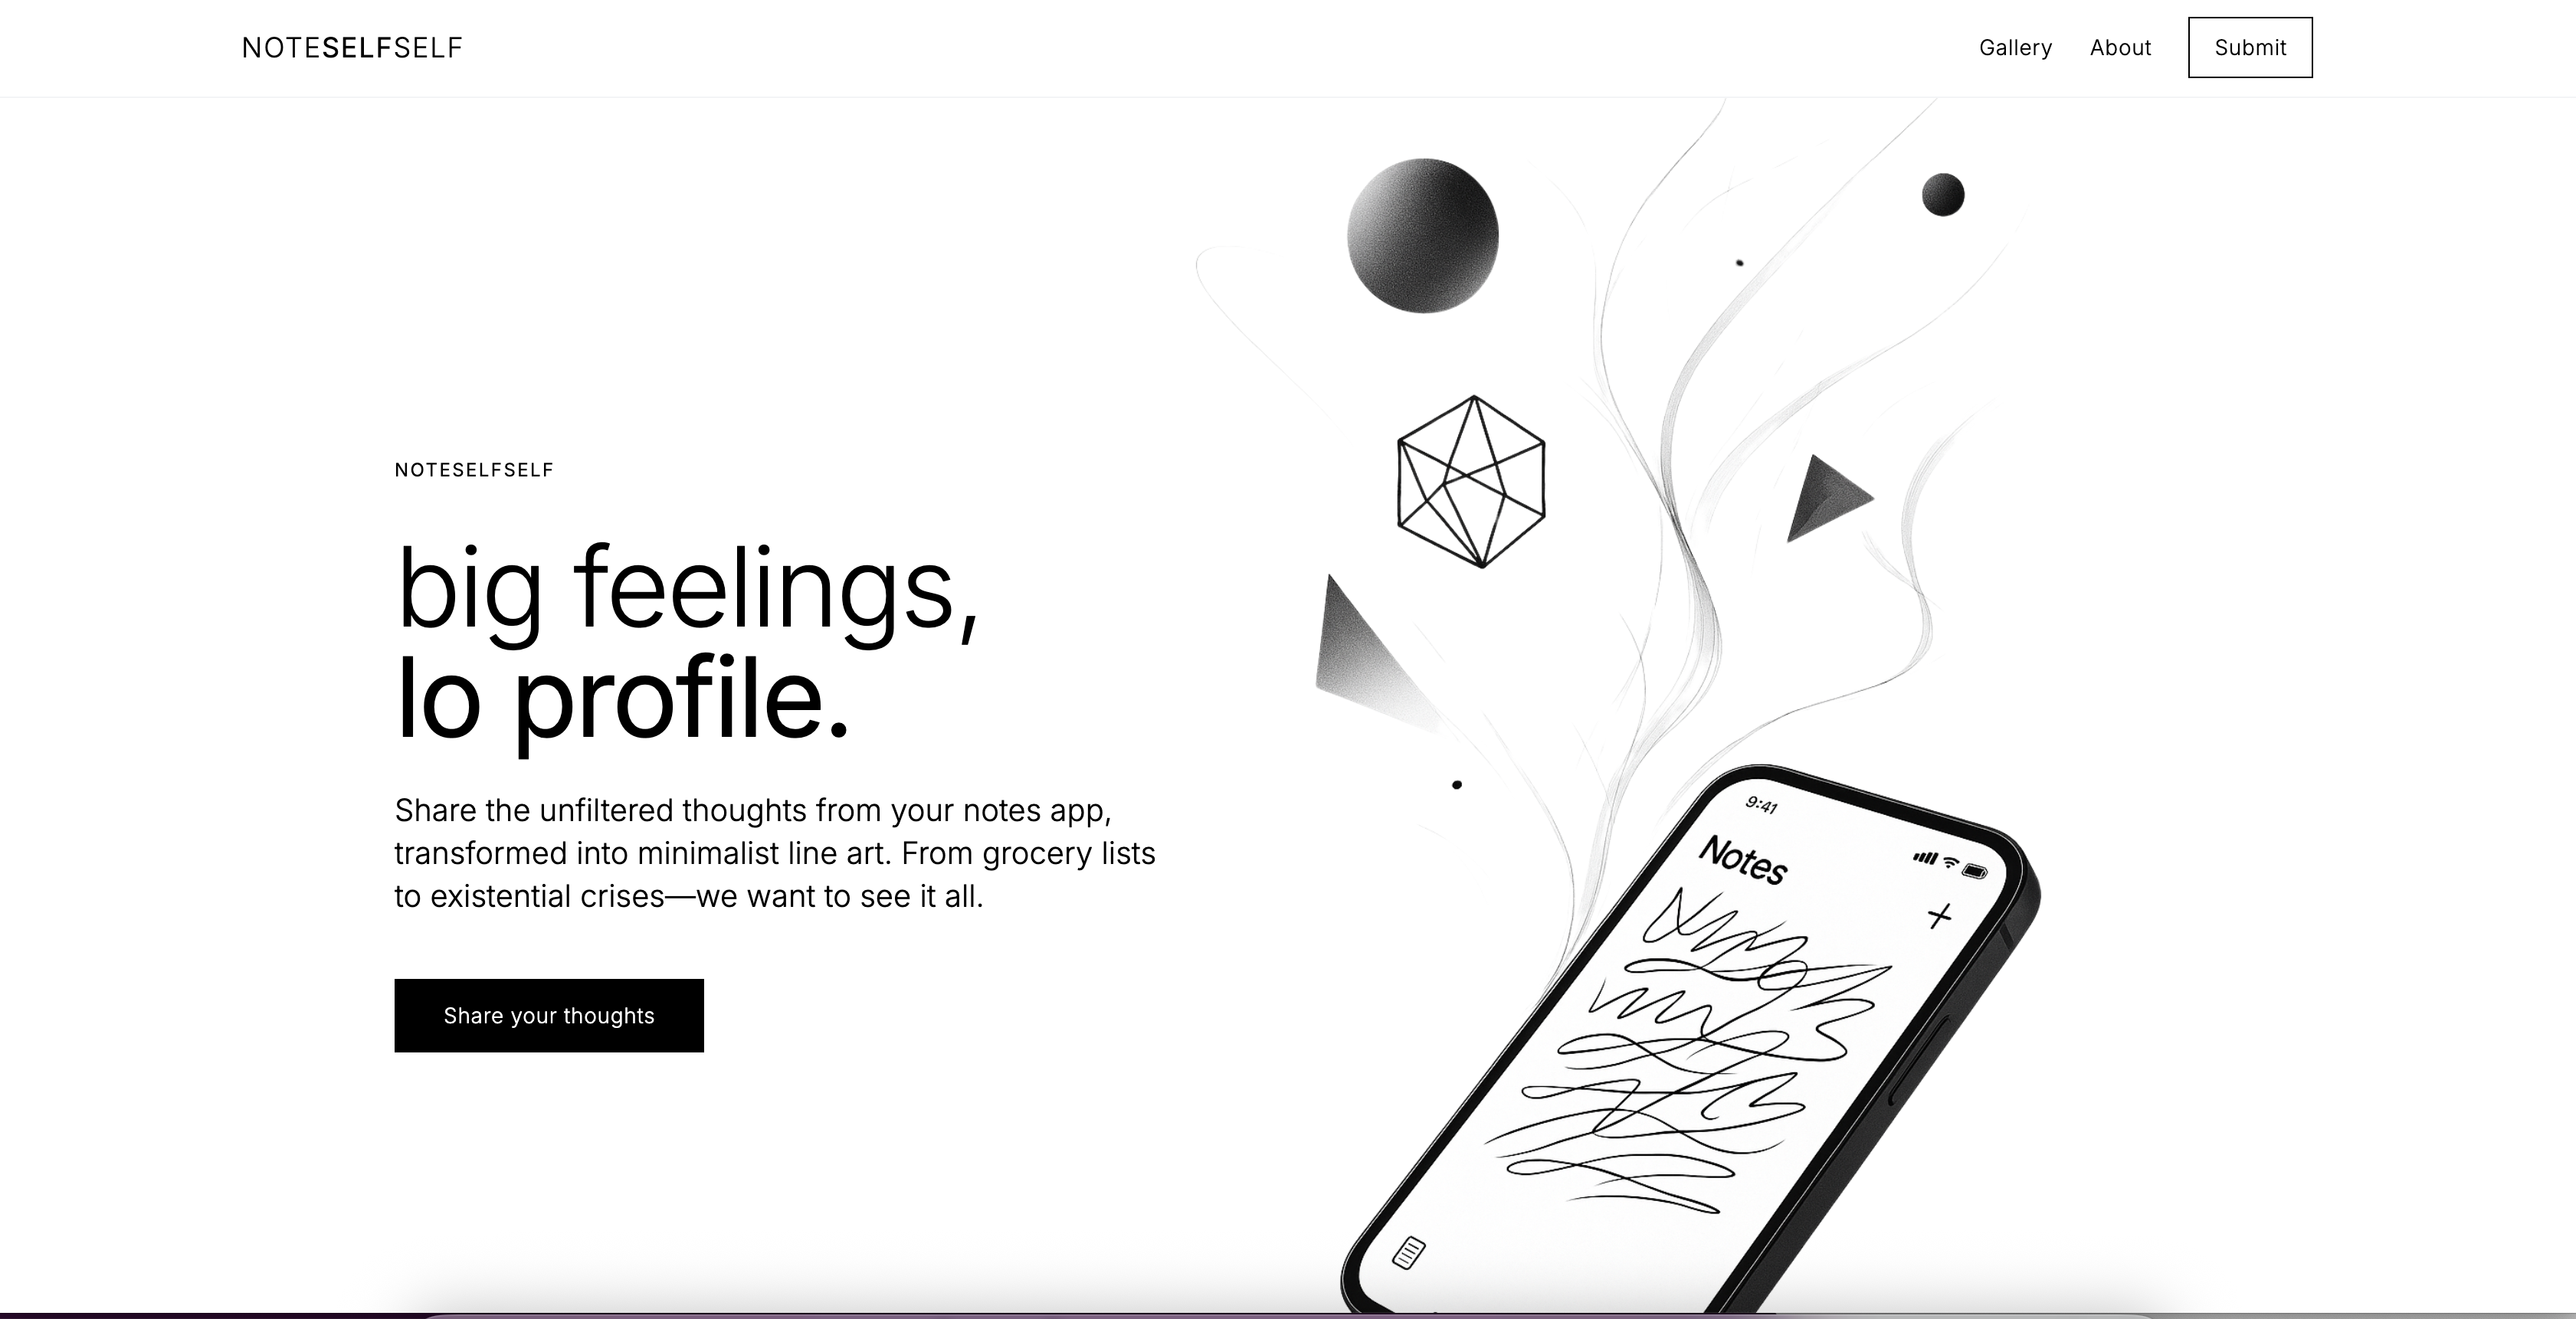 NOTESELFSELF
Gallery
About
Submit
NOTESELFSELF
big feelings,
lo profile.
Share the unfiltered thoughts from your notes app,
transformed into minimalist line art. From grocery lists
to existential crises—we want to see it all.
Share your thoughts
9:41
Notes